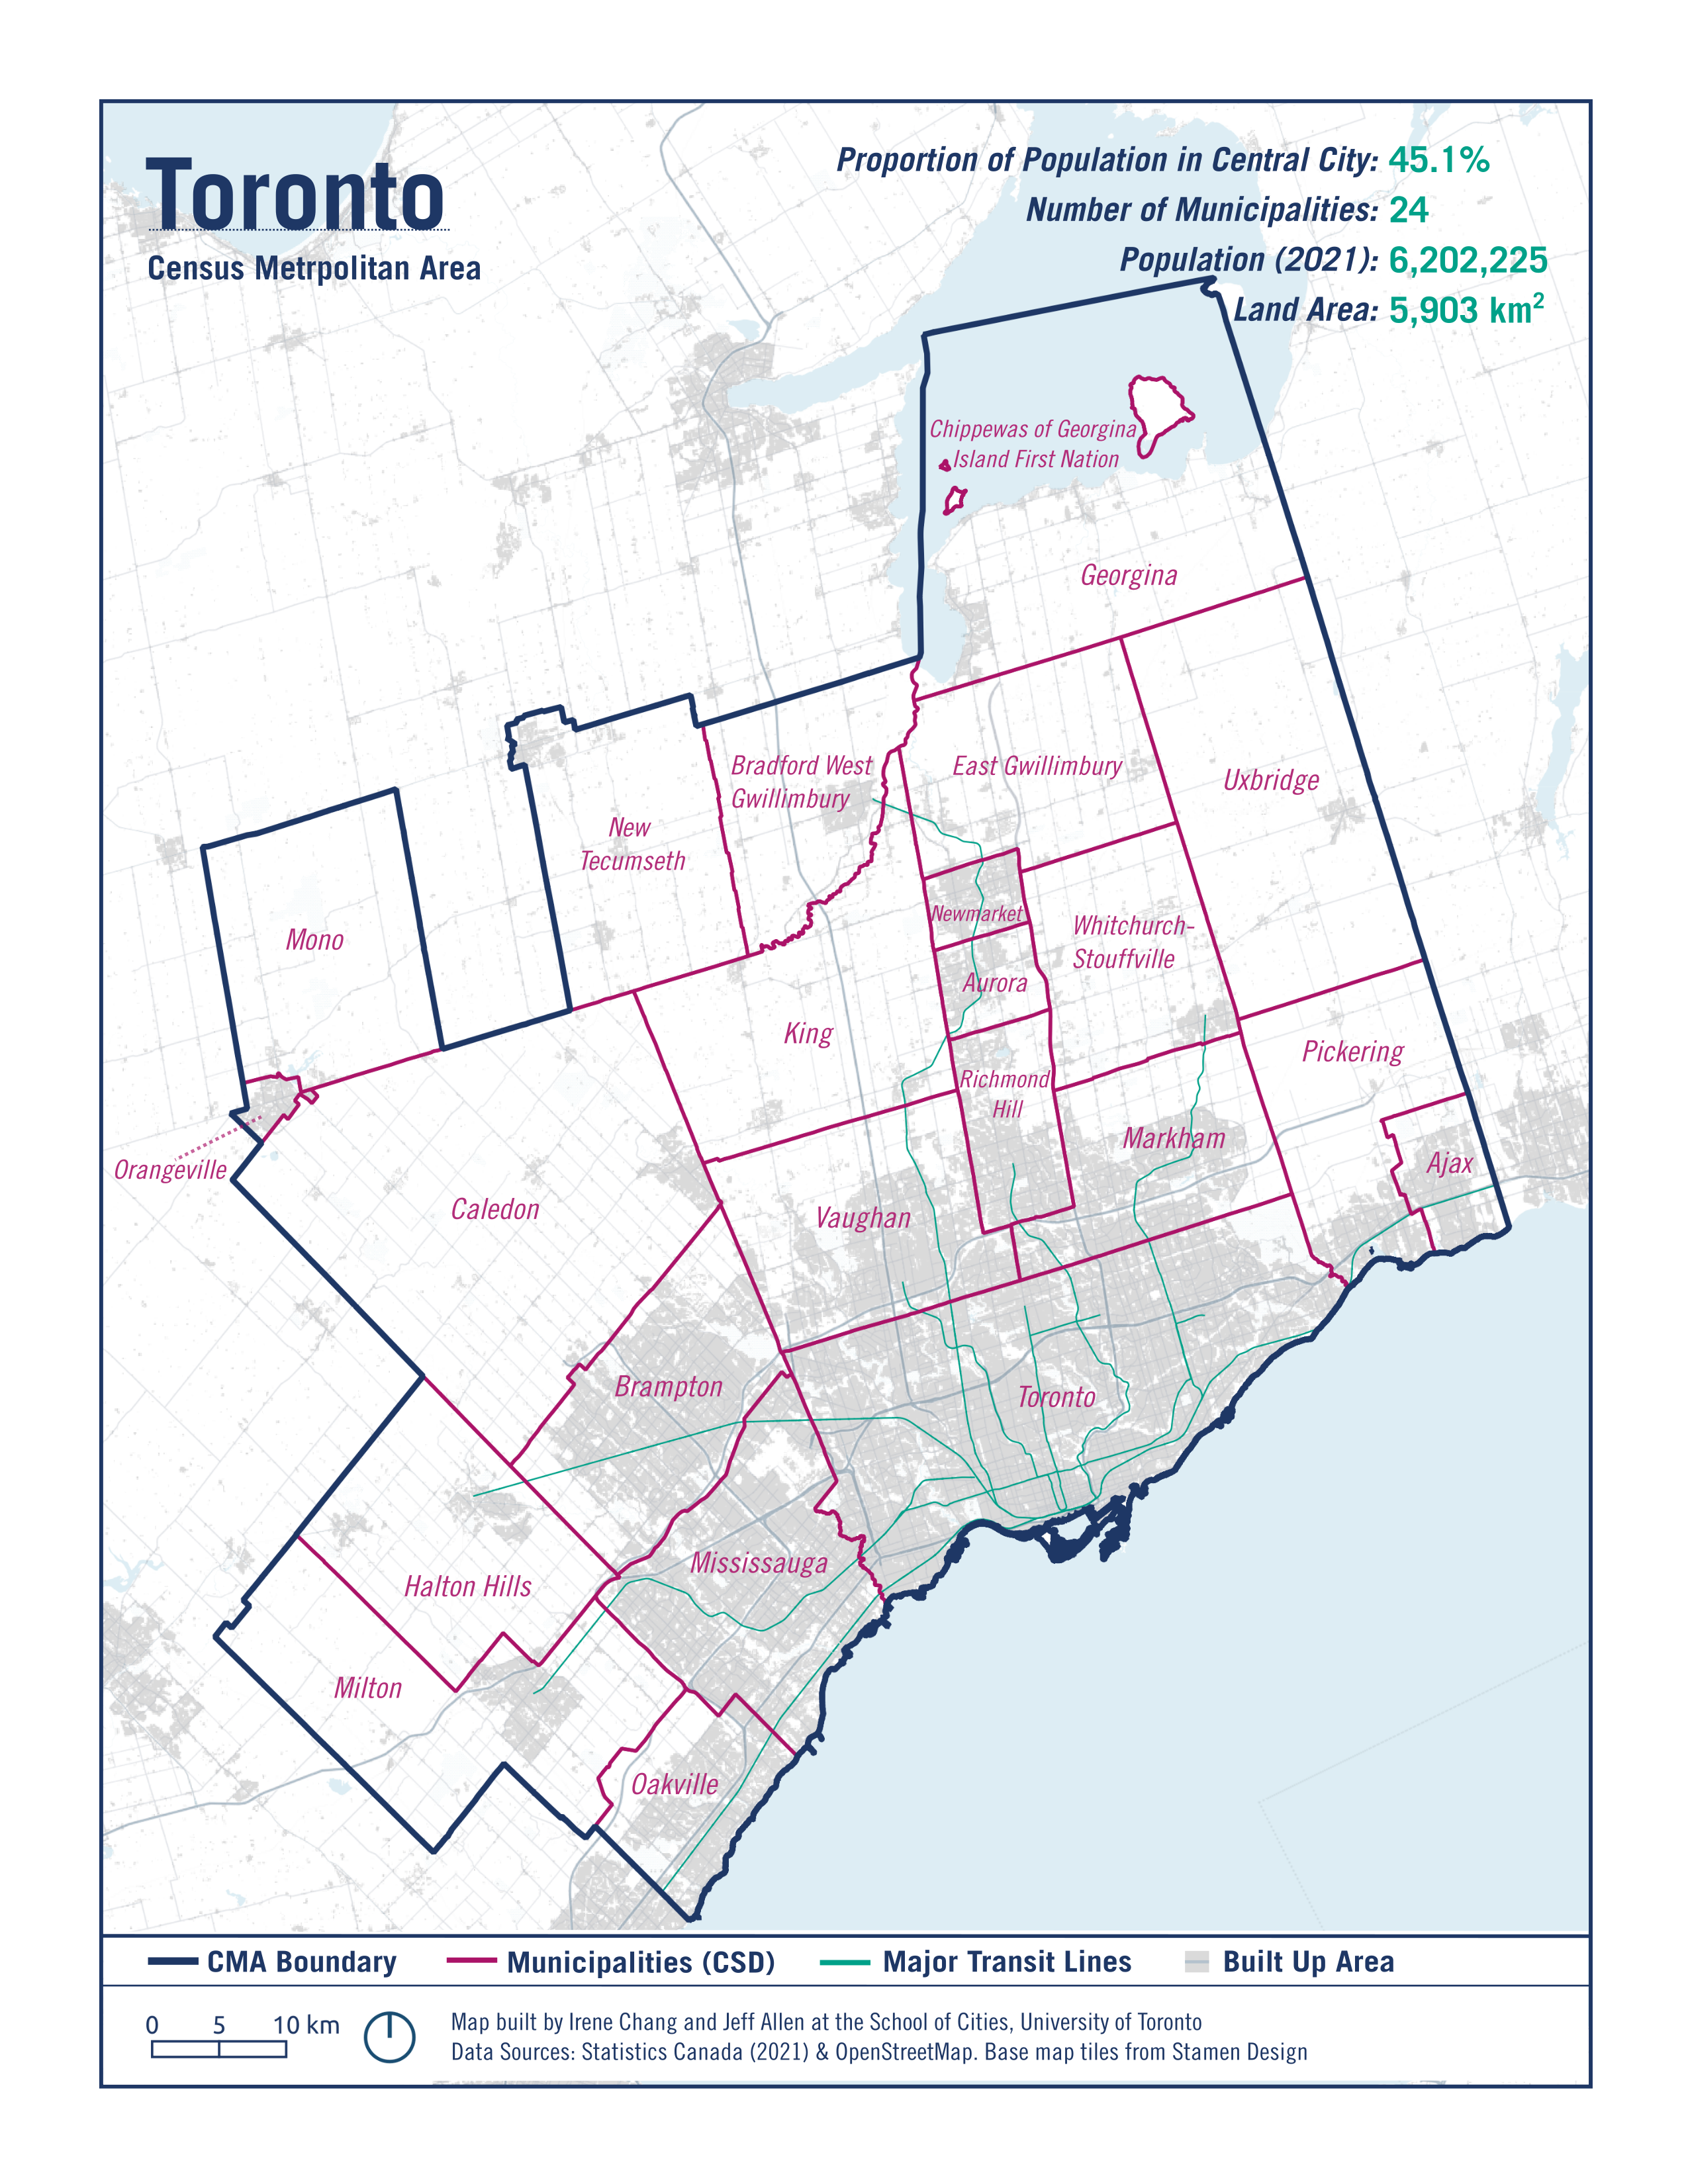 Toronto
Census Metrpolitan Area
Proportion of Population in Central City: 45.1%
Number of Municipalities: 24
Population (2021): 6,202,225
Land Area: 5,903 km²
Chippewas of Georgina
Island First Nation
Georgina
Bradford West
Gwillimbury
East Gwillimbury
Uxbridge
New
Tecumseth
Mono
Newmarket
Whitchurch-
Stouffville
Aurora
King
Pickering
Richmond
Hill
Markham
Ajax
Orangeville
Caledon
Vaughan
Brampton
Toronto
Mississauga
Halton Hills
Milton
Oakville
CMA Boundary
Municipalities (CSD)
Major Transit Lines
Built Up Area
0 5 10 km
Map built by Irene Chang and Jeff Allen at the School of Cities, University of Toronto
Data Sources: Statistics Canada (2021) & OpenStreetMap. Base map tiles from Stamen Design